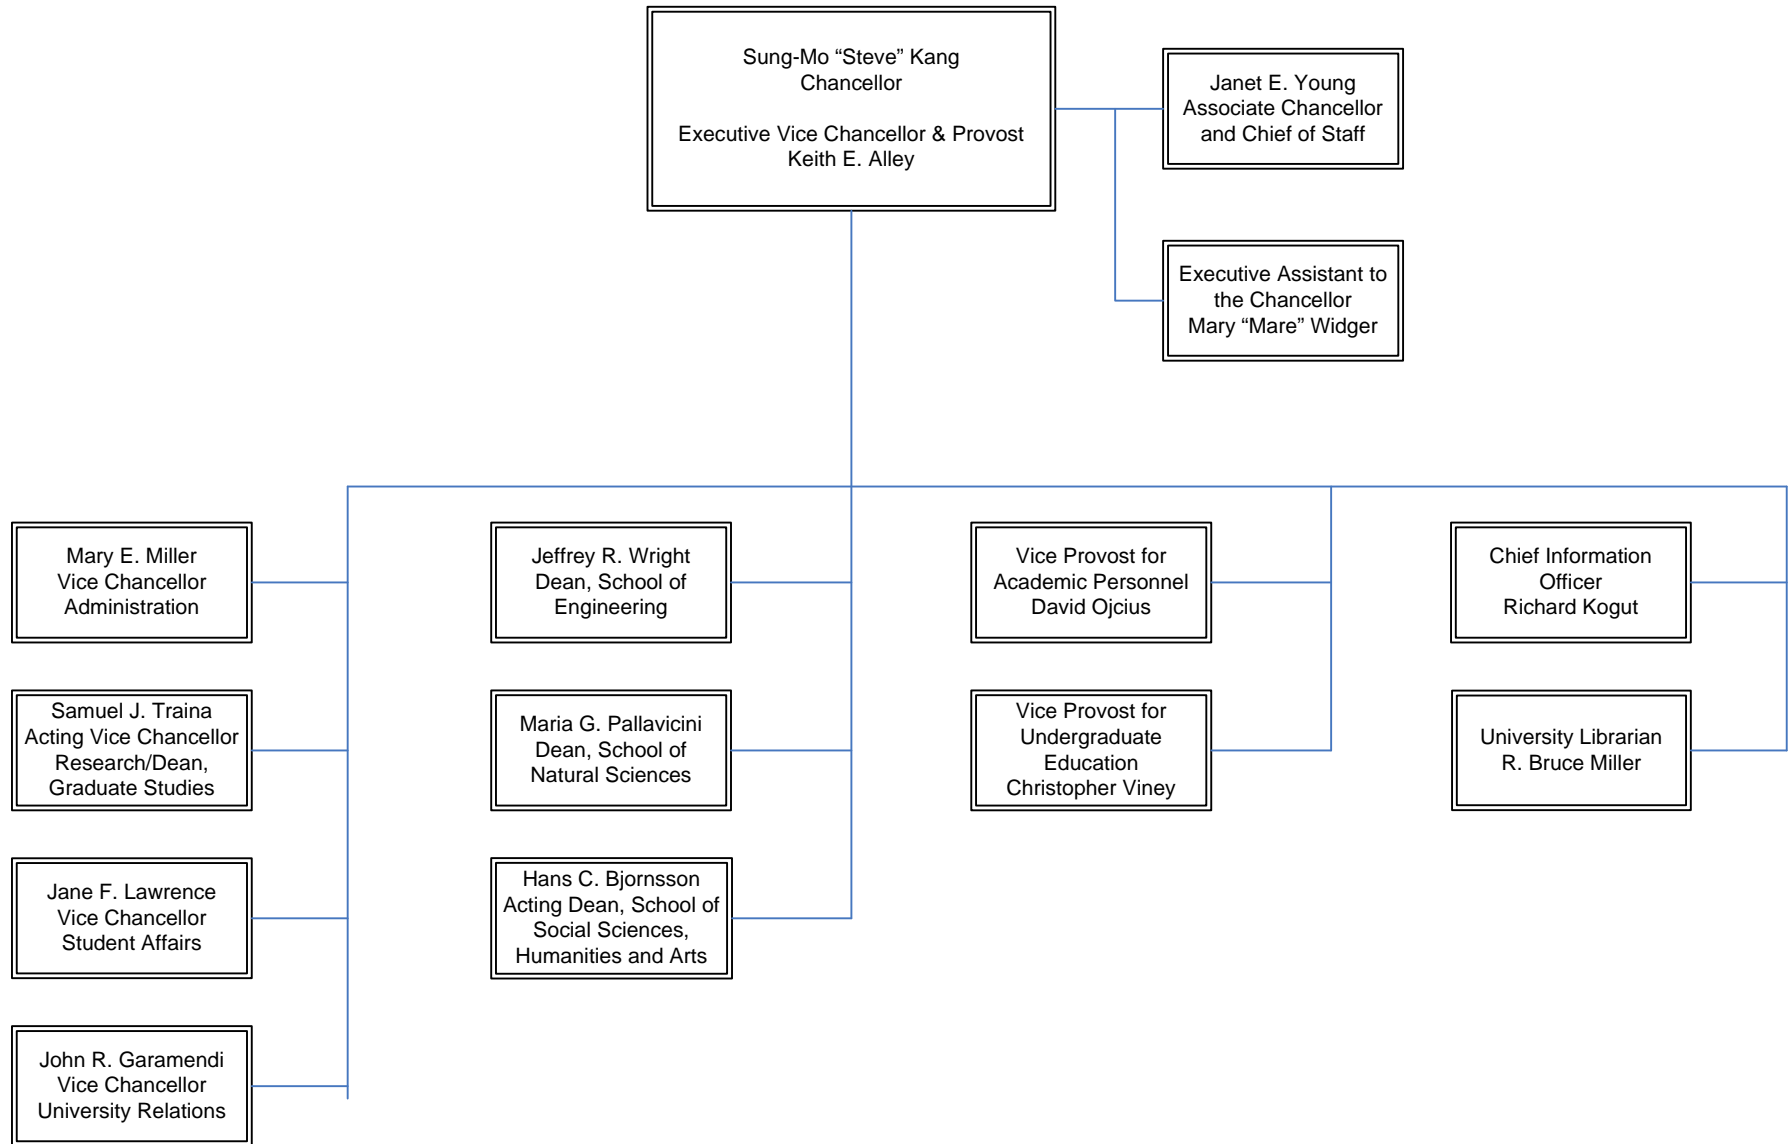 Sung-Mo “Steve” Kang
Chancellor
Executive Vice Chancellor & Provost
Keith E. Alley
Janet E. Young
Associate Chancellor
and Chief of Staff
Executive Assistant to
the Chancellor
Mary “Mare” Widger
Mary E. Miller
Vice Chancellor
Administration
Jeffrey R. Wright
Dean, School of
Engineering
Vice Provost for
Academic Personnel
David Ojcius
Chief Information
Officer
Richard Kogut
Samuel J. Traina
Acting Vice Chancellor
Research/Dean,
Graduate Studies
Maria G. Pallavicini
Dean, School of
Natural Sciences
Vice Provost for
Undergraduate
Education
Christopher Viney
University Librarian
R. Bruce Miller
Jane F. Lawrence
Vice Chancellor
Student Affairs
Hans C. Bjornsson
Acting Dean, School of
Social Sciences,
Humanities and Arts
John R. Garamendi
Vice Chancellor
University Relations